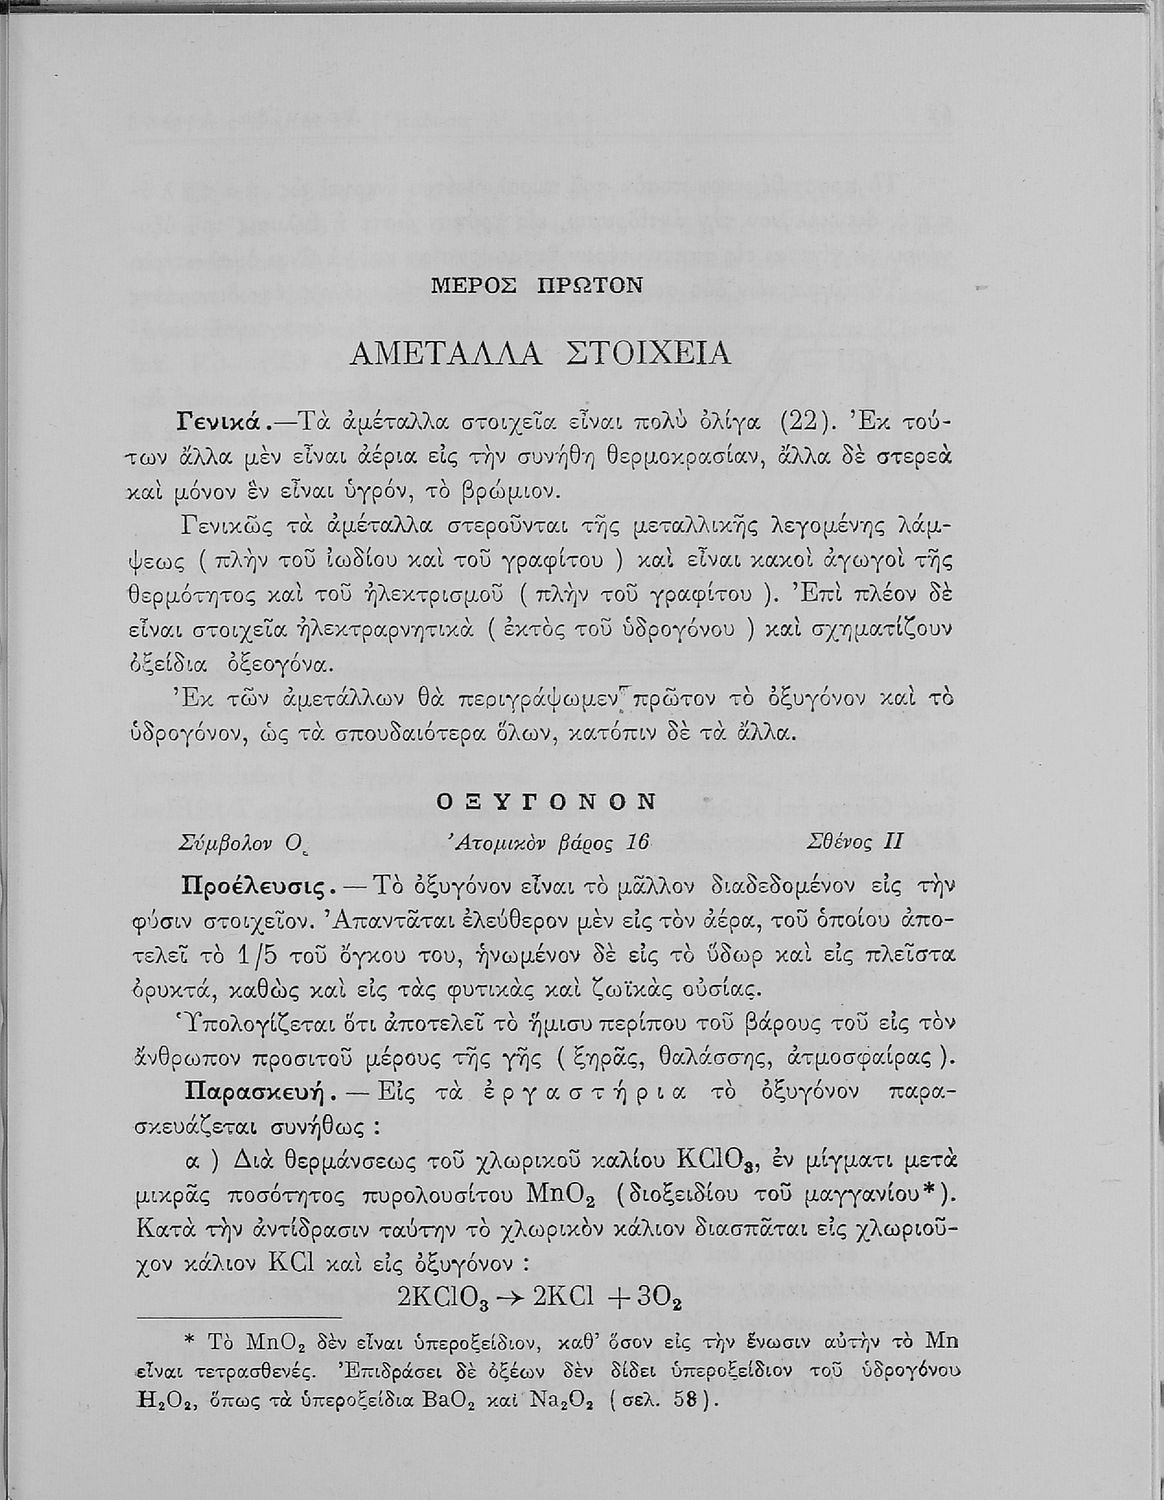 ΜΕΡΟΣ ΠΡΩΤΟΝ
ΑΜΕΤΑΛΛΑ ΣΤΟΙΧΕΙΑ
Γενικά.—Τὰ ἀμέταλλα στοιχεῖα εἶναι πολὺ ὀλίγα (22). Ἐκ τού-
των ἄλλα μὲν εἶναι ἀέρια εἰς τὴν συνήθη θερμοκρασίαν, ἄλλα δὲ στερεὰ
καὶ μόνον ἓν εἶναι ὑγρόν, τὸ βρώμιον.
Γενικῶς τὰ ἀμέταλλα στεροῦνται τῆς μεταλλικῆς λεγομένης λάμ-
ψεως ( πλὴν τοῦ ἰωδίου καὶ τοῦ γραφίτου ) καὶ εἶναι κακοὶ ἀγωγοὶ τῆς
θερμότητος καὶ τοῦ ἠλεκτρισμοῦ ( πλὴν τοῦ γραφίτου ). Ἐπὶ πλέον δὲ
εἶναι στοιχεῖα ἠλεκτραρνητικὰ ( ἐκτὸς τοῦ ὑδρογόνου ) καὶ σχηματίζουν
ὀξείδια ὀξεογόνα.
Ἐκ τῶν ἀμετάλλων θὰ περιγράψωμεν πρῶτον τὸ ὀξυγόνον καὶ τὸ
ὑδρογόνον, ὡς τὰ σπουδαιότερα ὅλων, κατόπιν δὲ τὰ ἄλλα.
ΟΞΥΓΟΝΟΝ
Σύμβολον Ο Ἀτομικὸν βάρος 16 Σθένος ΙΙ
Προέλευσις. — Τὸ ὀξυγόνον εἶναι τὸ μᾶλλον διαδεδομένον εἰς τὴν
φύσιν στοιχεῖον. Ἀπαντᾶται ἐλεύθερον μὲν εἰς τὸν ἀέρα, τοῦ ὁποίου ἀπο-
τελεῖ τὸ 1/5 τοῦ ὄγκου του, ἡνωμένον δὲ εἰς τὸ ὕδωρ καὶ εἰς πλεῖστα
ὀρυκτά, καθὼς καὶ εἰς τὰς φυτικὰς καὶ ζωϊκὰς οὐσίας.
Ὑπολογίζεται ὅτι ἀποτελεῖ τὸ ἥμισυ περίπου τοῦ βάρους τοῦ εἰς τὸν
ἄνθρωπον προσιτοῦ μέρους τῆς γῆς ( ξηρᾶς, θαλάσσης, ἀτμοσφαίρας ).
Παρασκευή. — Εἰς τὰ ἐργαστήρια τὸ ὀξυγόνον παρα-
σκευάζεται συνήθως :
α ) Διὰ θερμάνσεως τοῦ χλωρικοῦ καλίου KClO₃, ἐν μίγματι μετὰ
μικρᾶς ποσότητος πυρολουσίτου MnO₂ (διοξειδίου τοῦ μαγγανίου*).
Κατὰ τὴν ἀντίδρασιν ταύτην τὸ χλωρικὸν κάλιον διασπᾶται εἰς χλωριοῦ-
χον κάλιον KCl καὶ εἰς ὀξυγόνον :
2KClO₃ → 2KCl + 3O₂
* Τὸ MnO₂ δὲν εἶναι ὑπεροξείδιον, καθ' ὅσον εἰς τὴν ἕνωσιν αὐτὴν τὸ Mn
εἶναι τετρασθενές. Ἐπιδράσει δὲ ὀξέων δὲν δίδει ὑπεροξείδιον τοῦ ὑδρογόνου
H₂O₂, ὅπως τὰ ὑπεροξείδια BaO₂ καὶ Na₂O₂ ( σελ. 58 ).